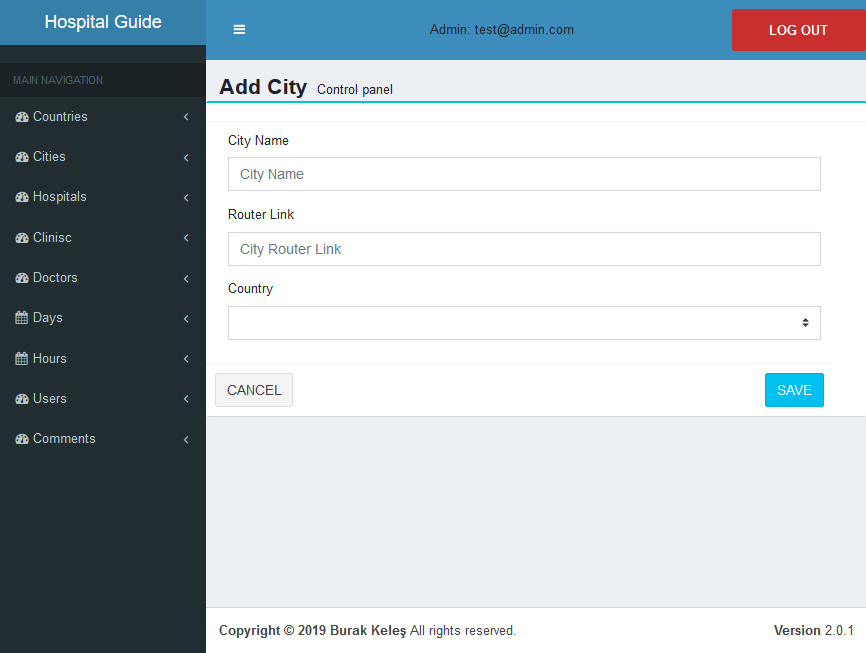 Hospital Guide
Admin: test@admin.com
LOG OUT
MAIN NAVIGATION
Countries
Cities
Hospitals
Clinisc
Doctors
Days
Hours
Users
Comments
Add City Control panel
City Name
City Name
Router Link
City Router Link
Country
CANCEL
SAVE
Copyright © 2019 Burak Keleş All rights reserved.
Version 2.0.1